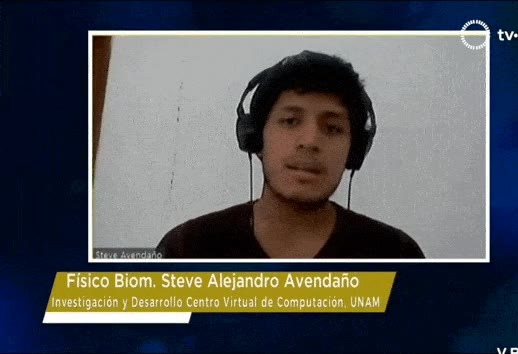 tv.
Steve Avendaño
Físico Biom. Steve Alejandro Avendaño
Investigación y Desarrollo Centro Virtual de Computación, UNAM